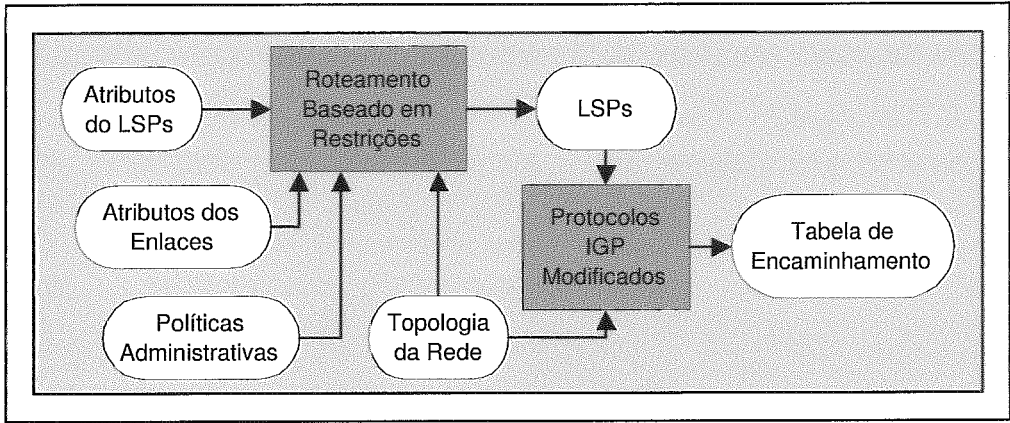 Atributos
do LSPs
Roteamento
Baseado em
Restrições
LSPs
Atributos dos
Enlaces
Protocolos
IGP
Modificados
Tabela de
Encaminhamento
Políticas
Administrativas
Topologia
da Rede